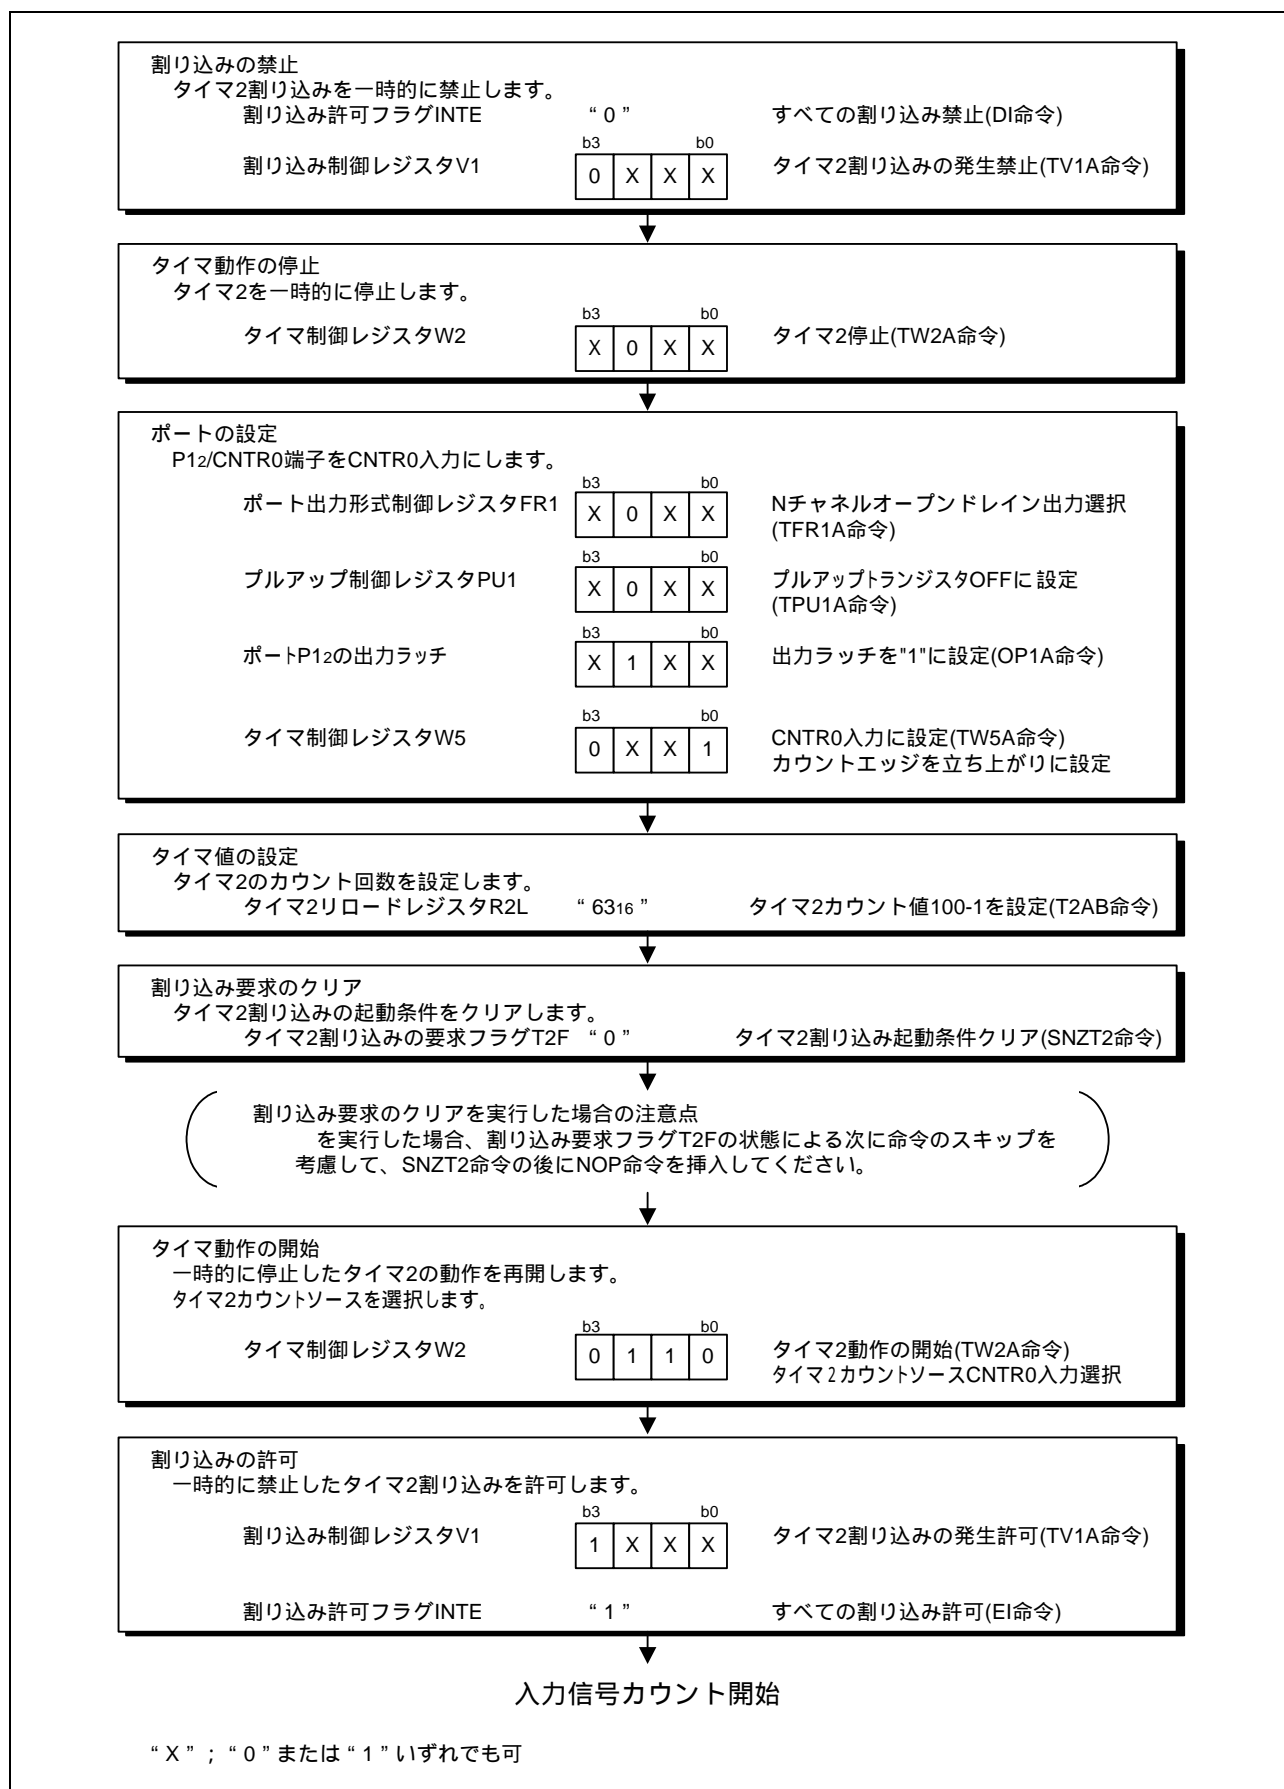 割り込みの禁止
タイマ2割り込みを一時的に禁止します。
割り込み許可フラグINTE “0” すべての割り込み禁止(DI命令)
b3 b0
割り込み制御レジスタV1 0 X X X タイマ2割り込みの発生禁止(TV1A命令)
タイマ動作の停止
タイマ2を一時的に停止します。
b3 b0
タイマ制御レジスタW2 X 0 X X タイマ2停止(TW2A命令)
ポートの設定
P12/CNTR0端子をCNTR0入力にします。
b3 b0
ポート出力形式制御レジスタFR1 X 0 X X Nチャネルオープンドレイン出力選択
(TFR1A命令)
b3 b0
プルアップ制御レジスタPU1 X 0 X X プルアップトランジスタOFFに設定
(TPU1A命令)
b3 b0
ポートP12の出力ラッチ X 1 X X 出力ラッチを"1"に設定(OP1A命令)
b3 b0
タイマ制御レジスタW5 0 X X 1 CNTR0入力に設定(TW5A命令)
カウントエッジを立ち上がりに設定
タイマ値の設定
タイマ2のカウント回数を設定します。
タイマ2リロードレジスタR2L “6316” タイマ2カウント値100-1を設定(T2AB命令)
割り込み要求のクリア
タイマ2割り込みの起動条件をクリアします。
タイマ2割り込みの要求フラグT2F “0” タイマ2割り込み起動条件クリア(SNZT2命令)
割り込み要求のクリアを実行した場合の注意点
を実行した場合、割り込み要求フラグT2Fの状態による次に命令のスキップを
考慮して、SNZT2命令の後にNOP命令を挿入してください。
タイマ動作の開始
一時的に停止したタイマ2の動作を再開します。
タイマ2カウントソースを選択します。
b3 b0
タイマ制御レジスタW2 0 1 1 0 タイマ2動作の開始(TW2A命令)
タイマ2カウントソースCNTR0入力選択
割り込みの許可
一時的に禁止したタイマ2割り込みを許可します。
b3 b0
割り込み制御レジスタV1 1 X X X タイマ2割り込みの発生許可(TV1A命令)
割り込み許可フラグINTE “1” すべての割り込み許可(EI命令)
入力信号カウント開始
“X”；“0”または“1”いずれでも可